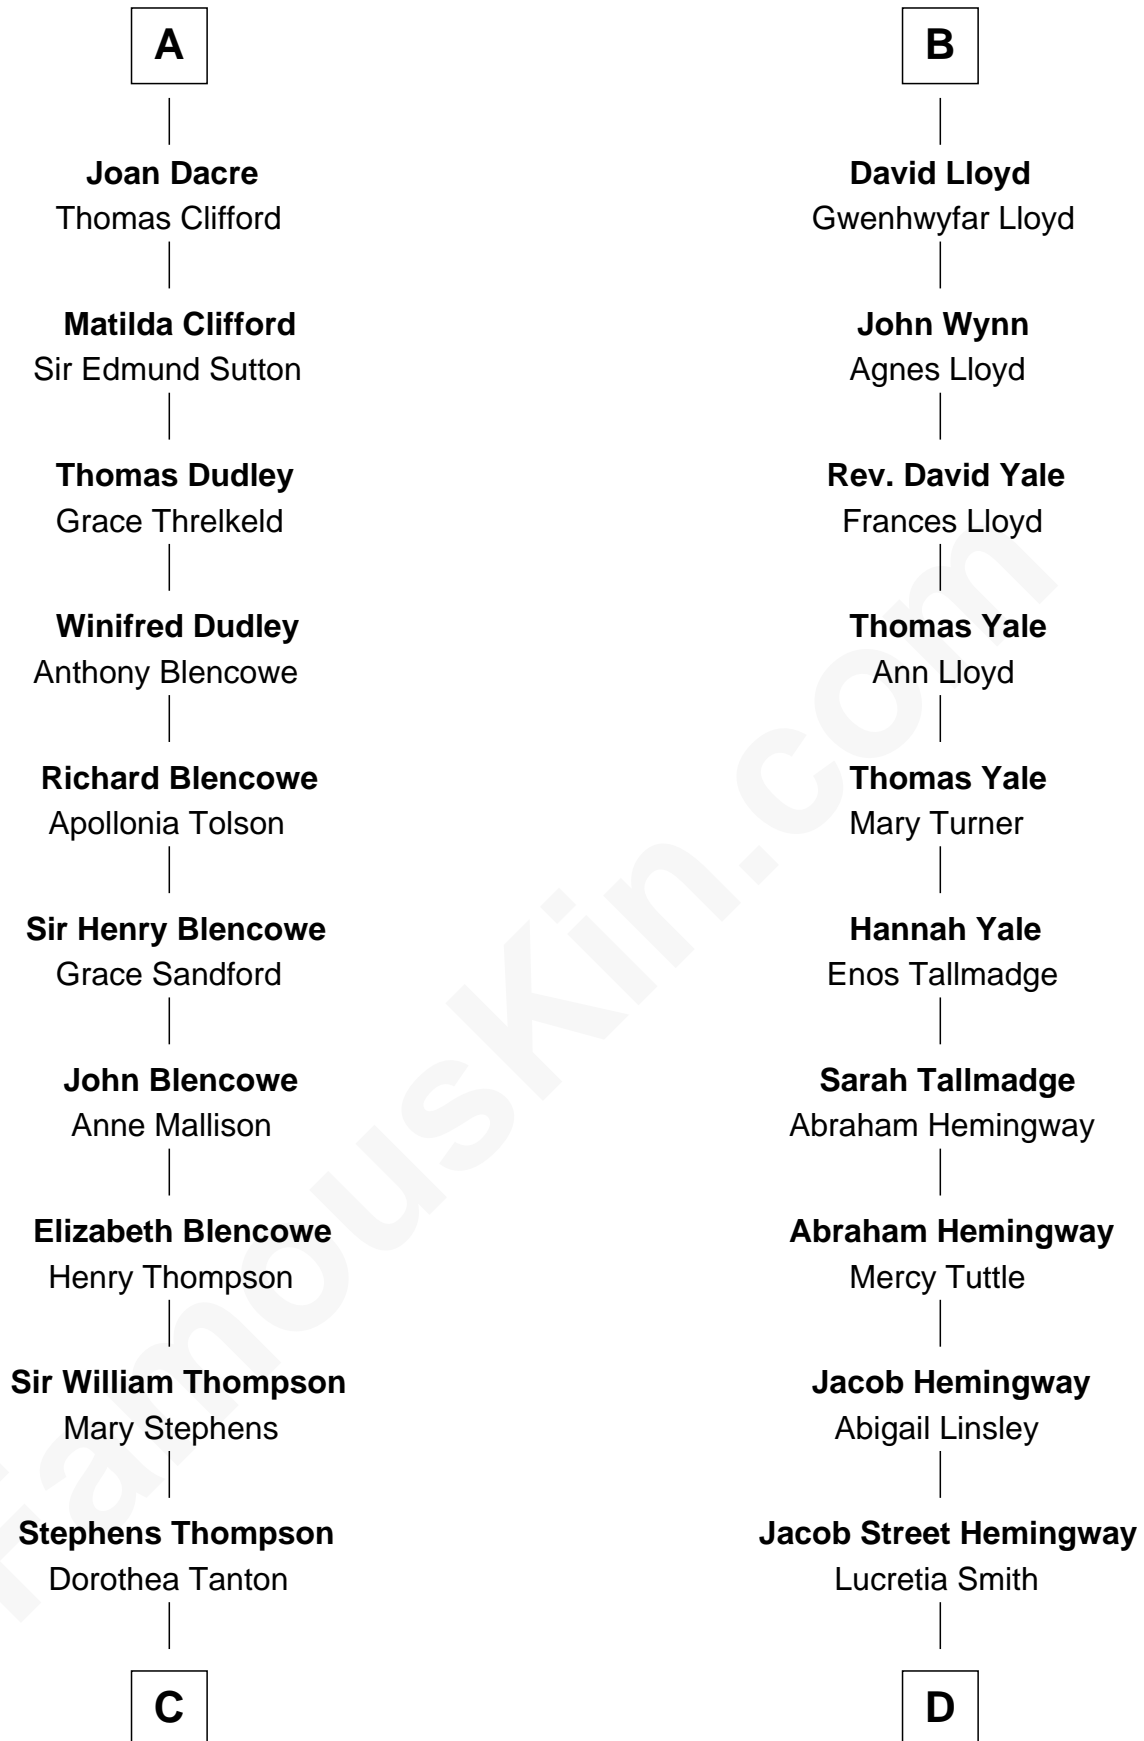 A
Joan Dacre
Thomas Clifford
Matilda Clifford
Sir Edmund Sutton
Thomas Dudley
Grace Threlkeld
Winifred Dudley
Anthony Blencowe
Richard Blencowe
Apollonia Tolson
Sir Henry Blencowe
Grace Sandford
John Blencowe
Anne Mallison
Elizabeth Blencowe
Henry Thompson
Sir William Thompson
Mary Stephens
Stephens Thompson
Dorothea Tanton
C
B
David Lloyd
Gwenhwyfar Lloyd
John Wynn
Agnes Lloyd
Rev. David Yale
Frances Lloyd
Thomas Yale
Ann Lloyd
Thomas Yale
Mary Turner
Hannah Yale
Enos Tallmadge
Sarah Tallmadge
Abraham Hemingway
Abraham Hemingway
Mercy Tuttle
Jacob Hemingway
Abigail Linsley
Jacob Street Hemingway
Lucretia Smith
D
FamousKin.com